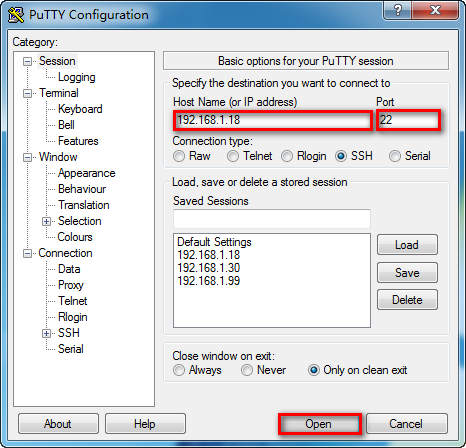 PuTTY Configuration
Category:
Session
Logging
Terminal
Keyboard
Bell
Features
Window
Appearance
Behaviour
Translation
Selection
Colours
Connection
Data
Proxy
Telnet
Rlogin
SSH
Serial
Basic options for your PuTTY session
Specify the destination you want to connect to
Host Name (or IP address) Port
192.168.1.18 22
Connection type:
Raw Telnet Rlogin SSH Serial
Load, save or delete a stored session
Saved Sessions
Default Settings
192.168.1.18
192.168.1.30
192.168.1.99
Load
Save
Delete
Close window on exit:
Always Never Only on clean exit
About Help Open Cancel